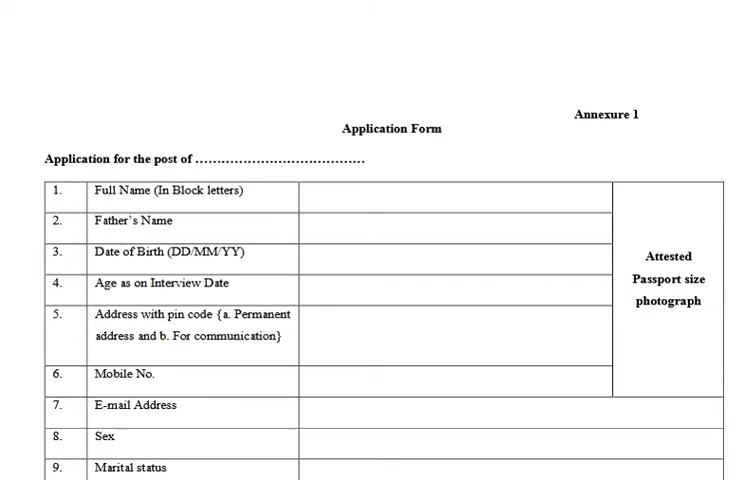 Annexure 1
Application Form
Application for the post of ………………………………….
1. Full Name (In Block letters)
2. Father's Name
3. Date of Birth (DD/MM/YY)
4. Age as on Interview Date
5. Address with pin code {a. Permanent
address and b. For communication}
6. Mobile No.
Attested
Passport size
photograph
7. E-mail Address
8. Sex
9. Marital status